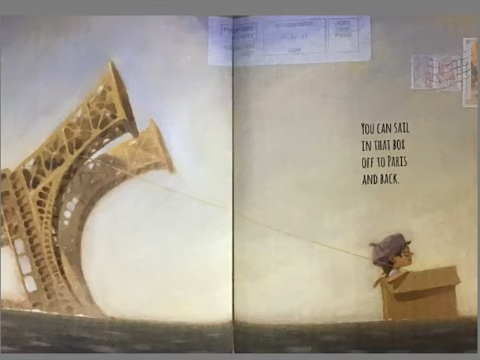 YOU CAN SAIL
IN THAT BOX
OFF TO PARIS
AND BACK.